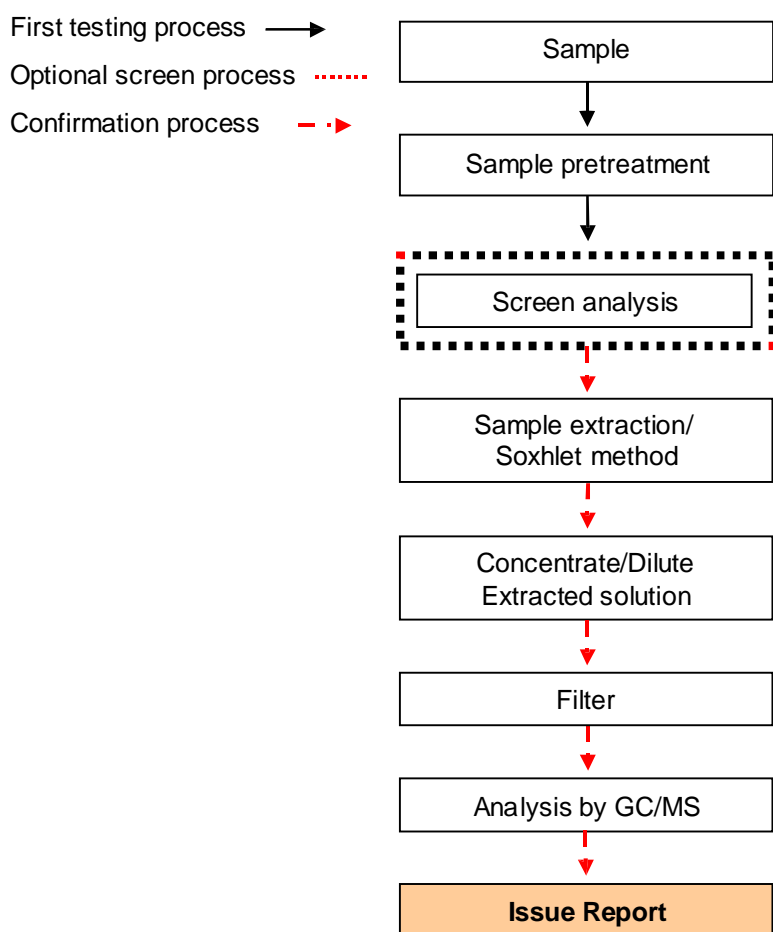 First testing process
Optional screen process
Confirmation process
Sample
Sample pretreatment
Screen analysis
Sample extraction/
Soxhlet method
Concentrate/Dilute
Extracted solution
Filter
Analysis by GC/MS
Issue Report